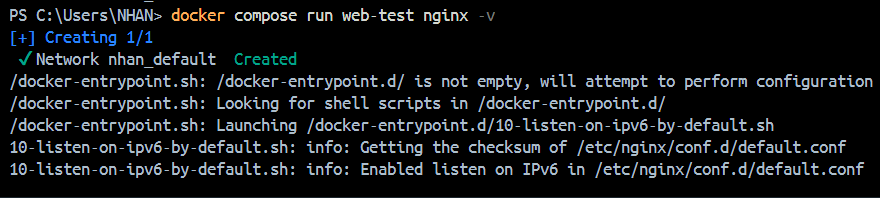 PS C:\Users\NHAN> docker compose run web-test nginx -v
[+] Creating 1/1
✓Network nhan_default  Created
/docker-entrypoint.sh: /docker-entrypoint.d/ is not empty, will attempt to perform configuration
/docker-entrypoint.sh: Looking for shell scripts in /docker-entrypoint.d/
/docker-entrypoint.sh: Launching /docker-entrypoint.d/10-listen-on-ipv6-by-default.sh
10-listen-on-ipv6-by-default.sh: info: Getting the checksum of /etc/nginx/conf.d/default.conf
10-listen-on-ipv6-by-default.sh: info: Enabled listen on IPv6 in /etc/nginx/conf.d/default.conf